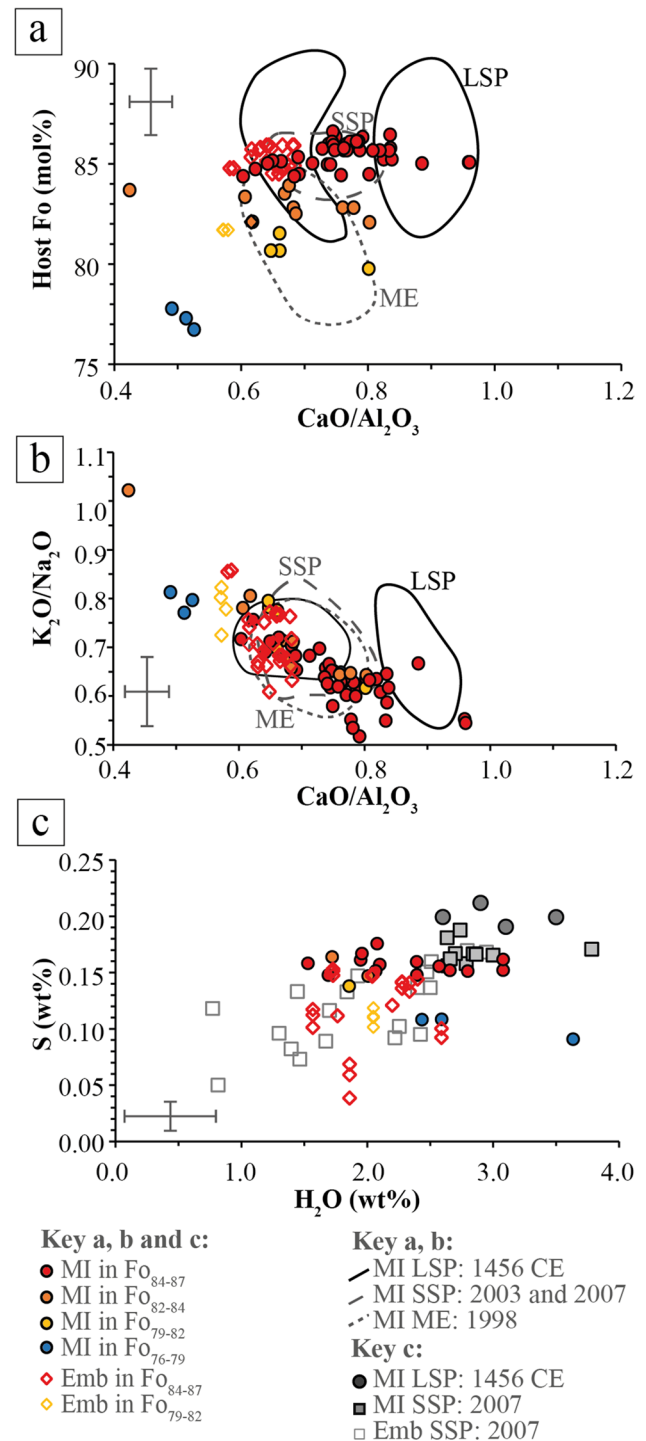 a
90
85
80
75
Host Fo (mol%)
LSP
SSP
ME
0.4 0.6 0.8 1.0 1.2
CaO/Al₂O₃
b
1.1
1.0
0.9
0.8
0.7
0.6
0.5
K₂O/Na₂O
SSP
LSP
ME
0.4 0.6 0.8 1.0 1.2
CaO/Al₂O₃
c
0.25
0.20
0.15
0.10
0.05
0.00
S (wt%)
0.0 1.0 2.0 3.0 4.0
H₂O (wt%)
Key a, b and c:
MI in Fo₈₄₋₈₇
MI in Fo₈₂₋₈₄
MI in Fo₇₉₋₈₂
MI in Fo₇₆₋₇₉
Emb in Fo₈₄₋₈₇
Emb in Fo₇₉₋₈₂
Key a, b:
MI LSP: 1456 CE
MI SSP: 2003 and 2007
MI ME: 1998
Key c:
MI LSP: 1456 CE
MI SSP: 2007
Emb SSP: 2007